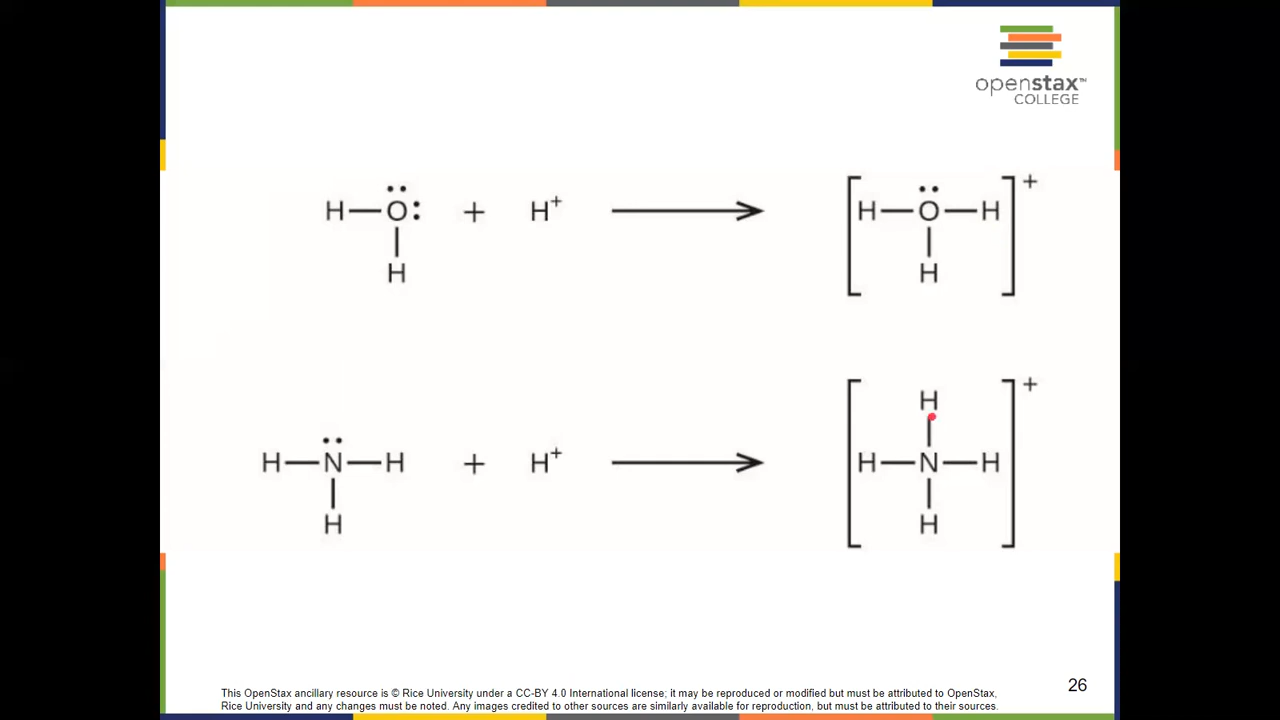 openstax™
COLLEGE
H—O: + H⁺ ⟶ [H—O—H]⁺
H H
H
H—N—H + H⁺ ⟶ [H—N—H]⁺
H H
26
This OpenStax ancillary resource is © Rice University under a CC-BY 4.0 International license; it may be reproduced or modified but must be attributed to OpenStax,
Rice University and any changes must be noted. Any images credited to other sources are similarly available for reproduction, but must be attributed to their sources.